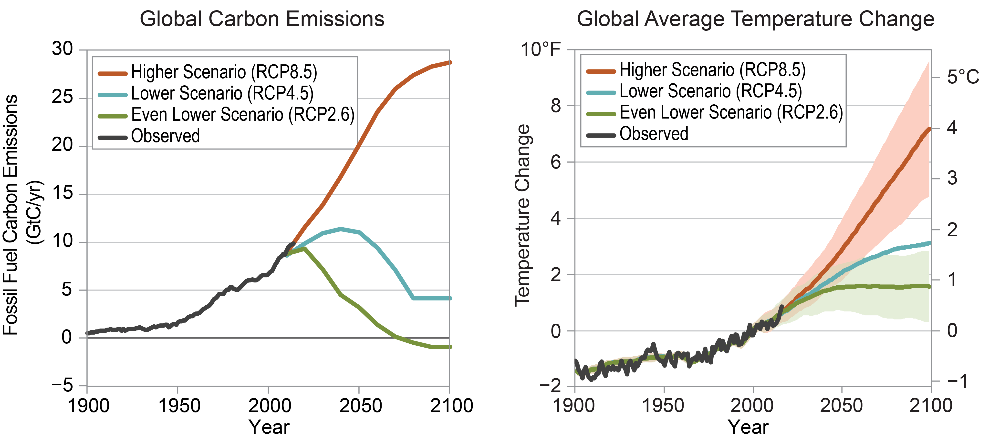 Global Carbon Emissions
30
25
20
15
10
5
0
−5
Fossil Fuel Carbon Emissions
(GtC/yr)
Higher Scenario (RCP8.5)
Lower Scenario (RCP4.5)
Even Lower Scenario (RCP2.6)
Observed
1900 1950 2000 2050 2100
Year
Global Average Temperature Change
10°F
8
6
4
2
0
−2
Temperature Change
Higher Scenario (RCP8.5)
Lower Scenario (RCP4.5)
Even Lower Scenario (RCP2.6)
Observed
5°C
4
3
2
1
0
−1
1900 1950 2000 2050 2100
Year